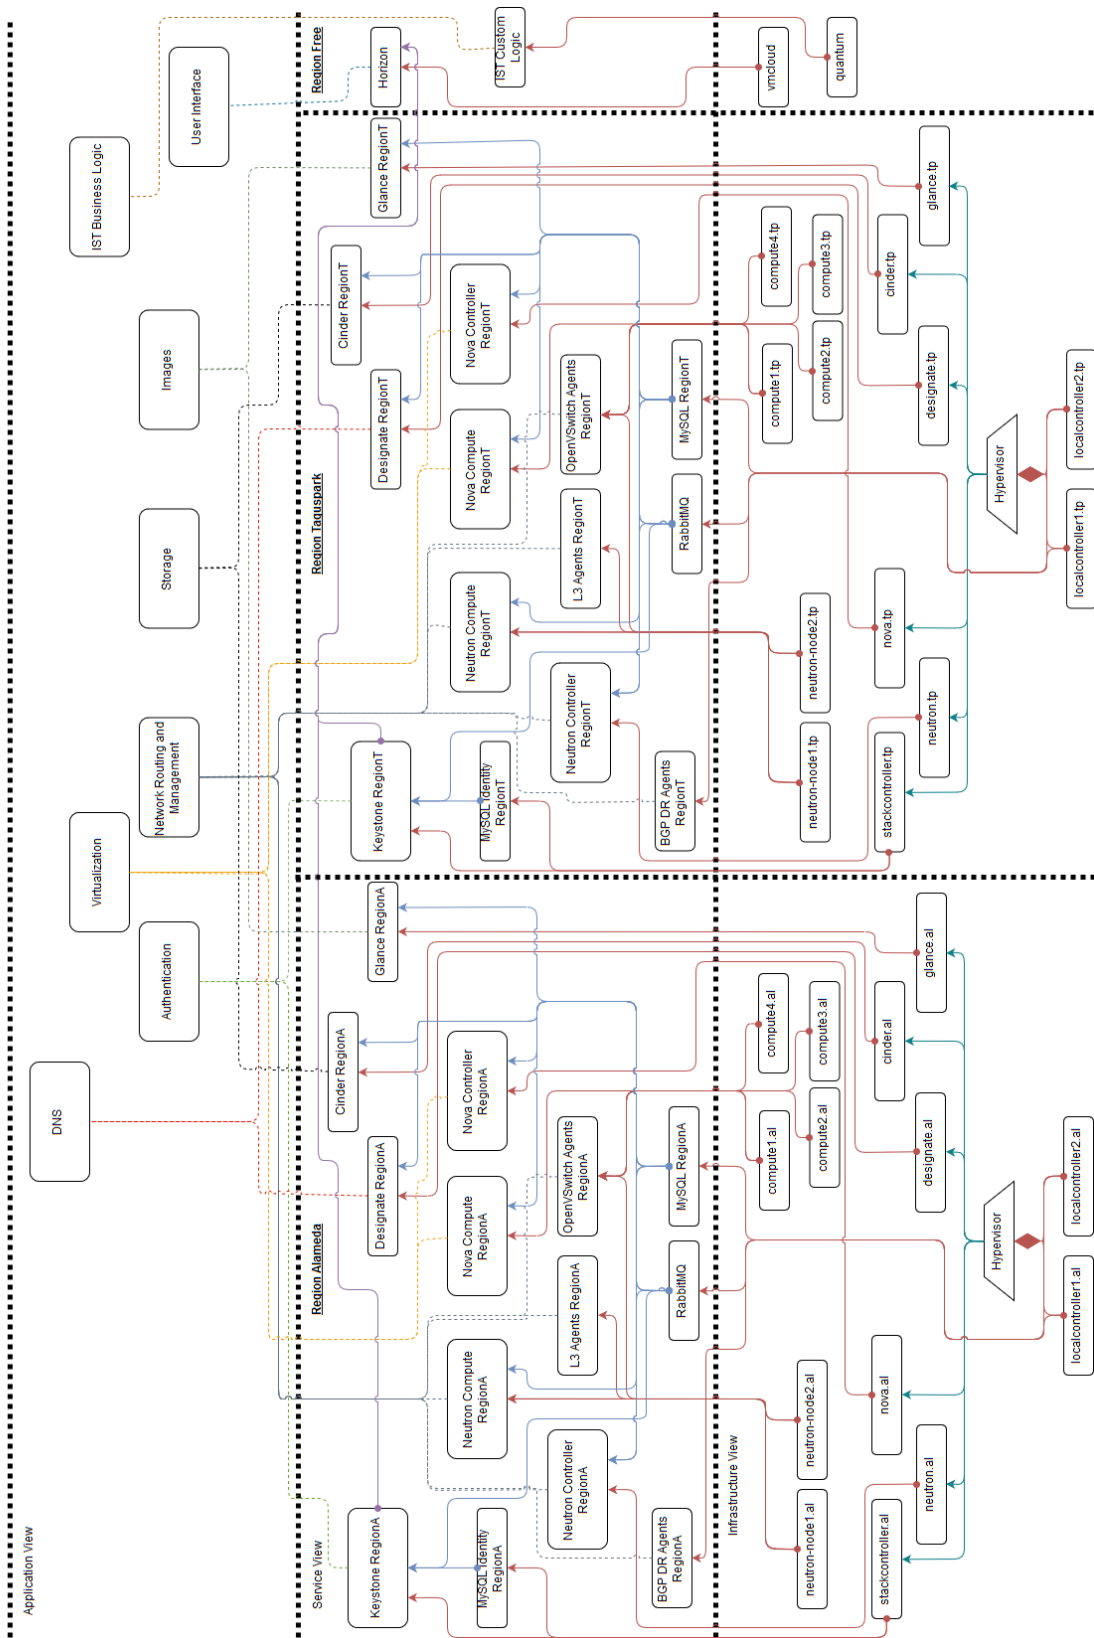 Application View
DNS
Virtualization
IST Business Logic
Authentication
Network Routing and
Management
Storage
Images
User Interface
Service View
Region Alameda
Region Taguspark
Region Free
Keystone RegionA
Designate RegionA
Cinder RegionA
Glance RegionA
Keystone RegionT
Designate RegionT
Cinder RegionT
Glance RegionT
Horizon
MySQL Identity
RegionA
Neutron Compute
RegionA
Nova Compute
RegionA
Nova Controller
RegionA
MySQL Identity
RegionT
Neutron Compute
RegionT
Nova Compute
RegionT
Nova Controller
RegionT
IST Custom
Logic
Neutron Controller
RegionA
L3 Agents RegionA
OpenVSwitch Agents
RegionA
Neutron Controller
RegionT
L3 Agents RegionT
OpenVSwitch Agents
RegionT
BGP DR Agents
RegionA
RabbitMQ
MySQL RegionA
BGP DR Agents
RegionT
RabbitMQ
MySQL RegionT
Infrastructure View
neutron-node1.al
neutron-node2.al
compute1.al
compute2.al
compute3.al
compute4.al
neutron-node1.tp
neutron-node2.tp
compute1.tp
compute2.tp
compute3.tp
compute4.tp
vmcloud
quantum
stackcontroller.al
neutron.al
nova.al
designate.al
cinder.al
glance.al
stackcontroller.tp
neutron.tp
nova.tp
designate.tp
cinder.tp
glance.tp
Hypervisor
Hypervisor
localcontroller1.al
localcontroller2.al
localcontroller1.tp
localcontroller2.tp